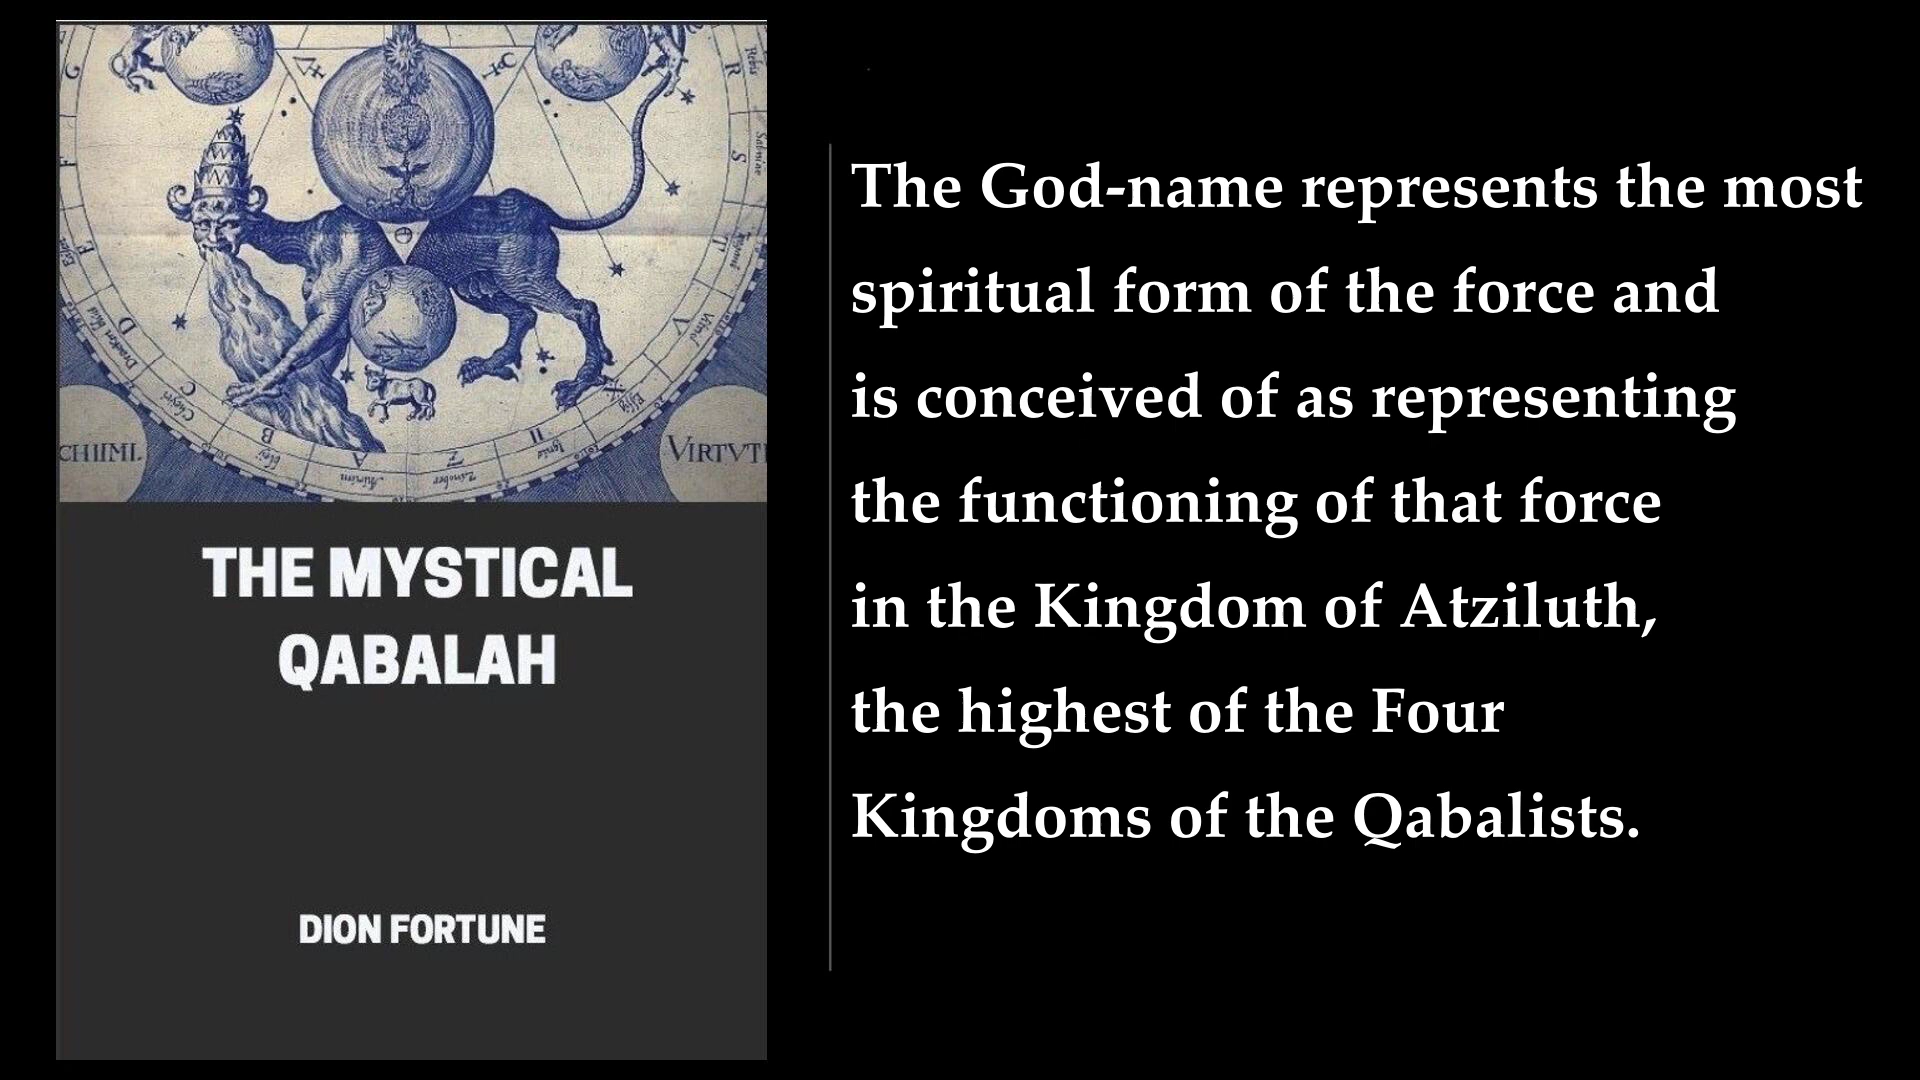 THE MYSTICAL
QABALAH
DION FORTUNE
CHIIMI.
VIRTVTI
The God-name represents the most
spiritual form of the force and
is conceived of as representing
the functioning of that force
in the Kingdom of Atziluth,
the highest of the Four
Kingdoms of the Qabalists.